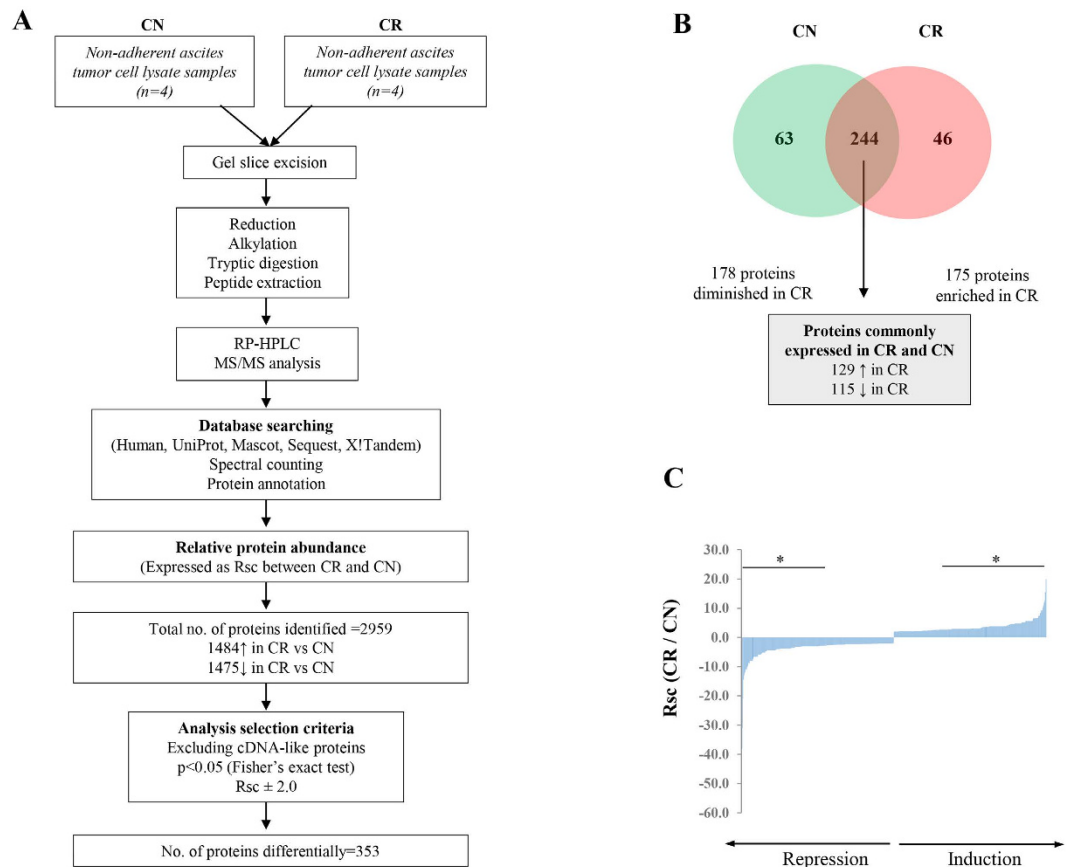 A
CN
CR
Non-adherent ascites
tumor cell lysate samples
(n=4)
Non-adherent ascites
tumor cell lysate samples
(n=4)
Gel slice excision
Reduction
Alkylation
Tryptic digestion
Peptide extraction
RP-HPLC
MS/MS analysis
Database searching
(Human, UniProt, Mascot, Sequest, X!Tandem)
Spectral counting
Protein annotation
Relative protein abundance
(Expressed as Rsc between CR and CN)
Total no. of proteins identified =2959
1484↑ in CR vs CN
1475↓ in CR vs CN
Analysis selection criteria
Excluding cDNA-like proteins
p<0.05 (Fisher's exact test)
Rsc ± 2.0
No. of proteins differentially=353
B
CN
CR
63
244
46
178 proteins
diminished in CR
175 proteins
enriched in CR
Proteins commonly
expressed in CR and CN
129 ↑ in CR
115 ↓ in CR
C
Rsc (CR / CN)
30.0
20.0
10.0
0.0
-10.0
-20.0
-30.0
-40.0
-50.0
-60.0
*
*
Repression
Induction